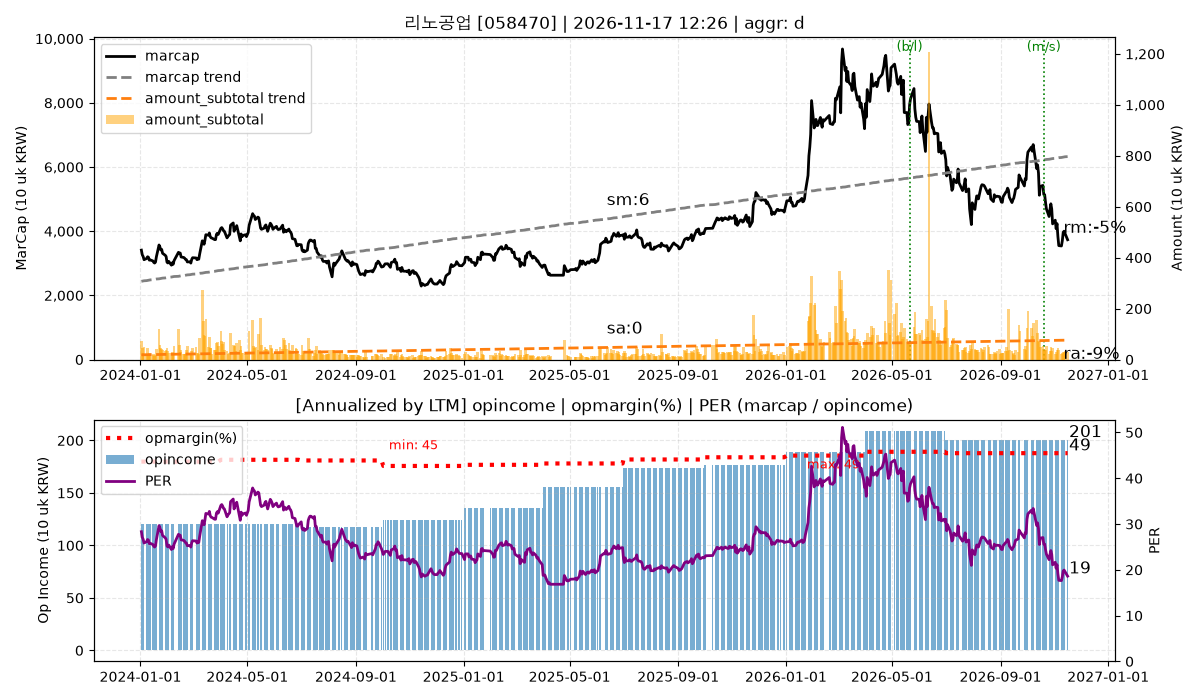 리노공업 [058470] | 2026-11-17 12:26 | aggr: d
MarCap (10 uk KRW)
10,000
8,000
6,000
4,000
2,000
0
marcap
marcap trend
amount_subtotal trend
amount_subtotal
(b/l)
(m/s)
sm:6
sa:0
rm:-5%
ra:-9%
1,200
1,000
800
600
400
200
0
Amount (10 uk KRW)
2024-01-01
2024-05-01
2024-09-01
2025-01-01
2025-05-01
2025-09-01
2026-01-01
2026-05-01
2026-09-01
2027-01-01
[Annualized by LTM] opincome | opmargin(%) | PER (marcap / opincome)
Op Income (10 uk KRW)
200
150
100
50
0
opmargin(%)
opincome
PER
min: 45
201
49
19
50
40
30
20
10
0
PER
2024-01-01
2024-05-01
2024-09-01
2025-01-01
2025-05-01
2025-09-01
2026-01-01
2026-05-01
2026-09-01
2027-01-01